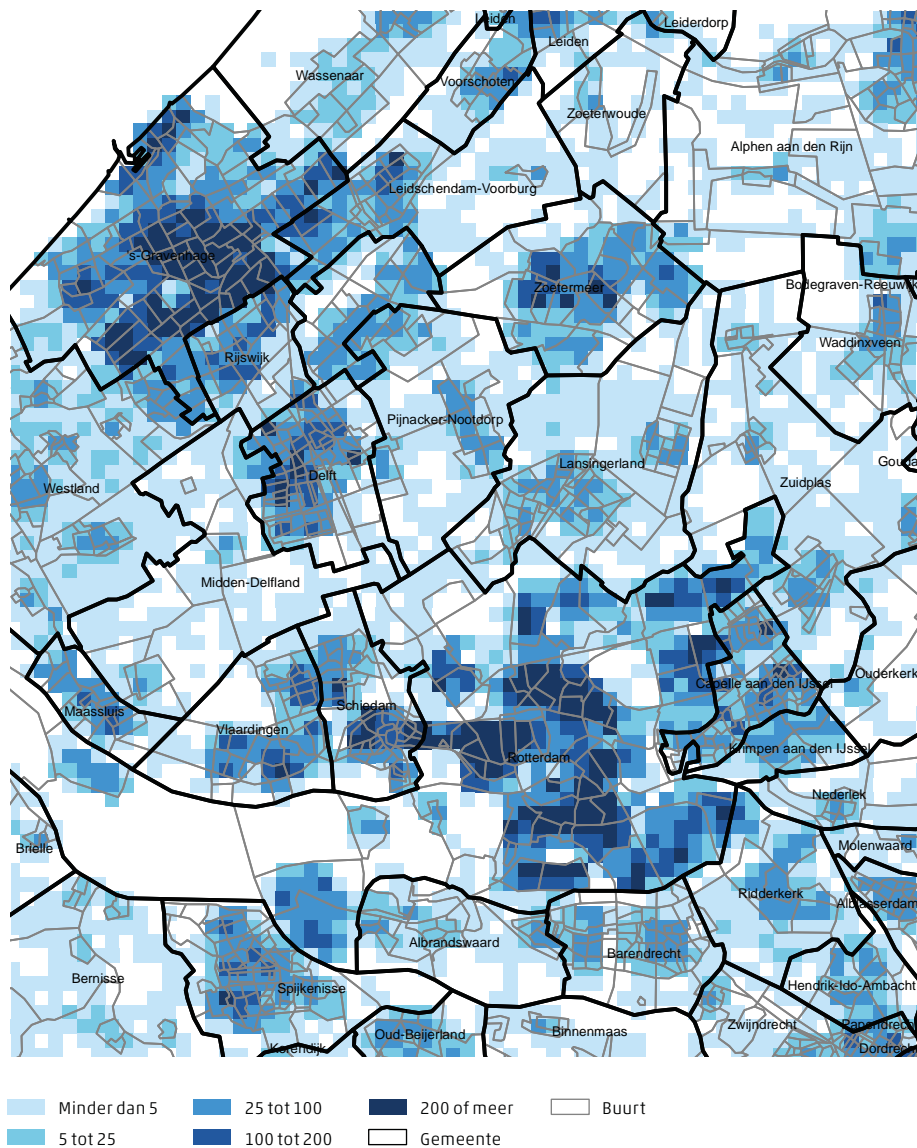 Leiden
Leiderdorp
Leiden
Wassenaar
Voorschoten
Zoeterwoude
Alphen aan den Rijn
Leidschendam-Voorburg
's-Gravenhage
Zoetermeer
Bodegraven-Reeuwijk
Waddinxveen
Rijswijk
Pijnacker-Nootdorp
Lansingerland
Gouda
Delft
Westland
Zuidplas
Midden-Delfland
Ouderkerk
Capelle aan den IJssel
Maassluis
Schiedam
Vlaardingen
Krimpen aan den IJssel
Rotterdam
Nederlek
Brielle
Molenwaard
Ridderkerk
Alblasserdam
Albrandswaard
Barendrecht
Bernisse
Spijkenisse
Hendrik-Ido-Ambacht
Zwijndrecht
Papendrecht
Oud-Beijerland
Binnenmaas
Korendijk
Dordrecht
Minder dan 5
25 tot 100
200 of meer
Buurt
5 tot 25
100 tot 200
Gemeente